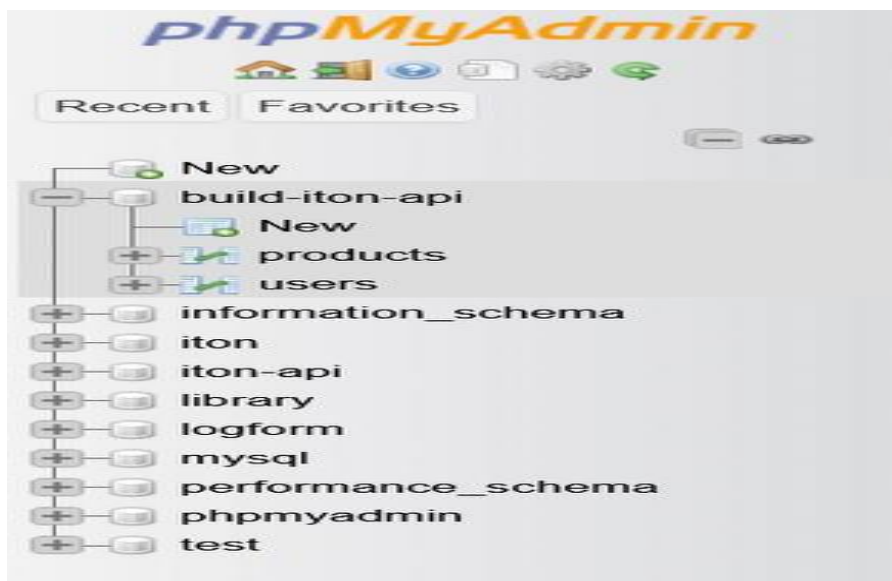 phpMyAdmin
Recent Favorites
New
build-iton-api
New
products
users
information_schema
iton
iton-api
library
logform
mysql
performance_schema
phpmyadmin
test